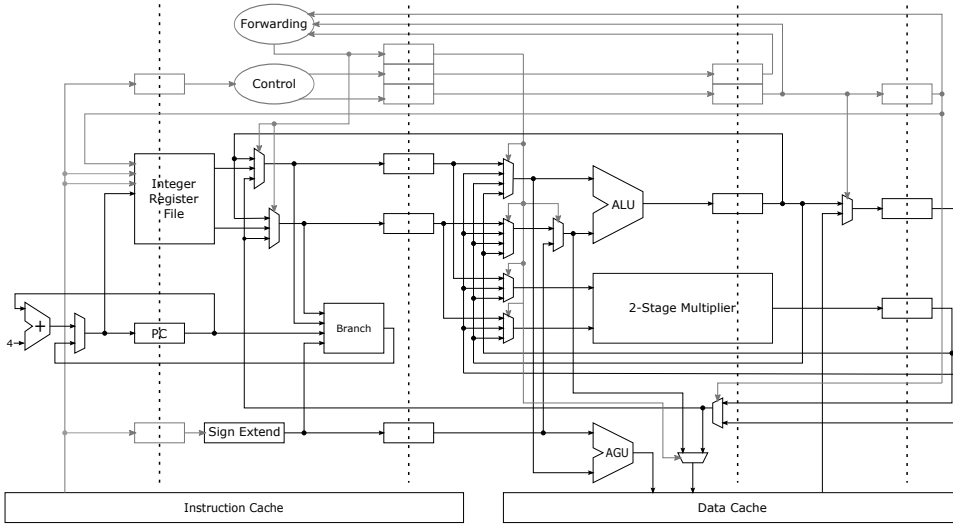 Forwarding
Control
Integer
Register
File
ALU
2-Stage Multiplier
+
4
PC
Branch
Sign Extend
AGU
Instruction Cache
Data Cache